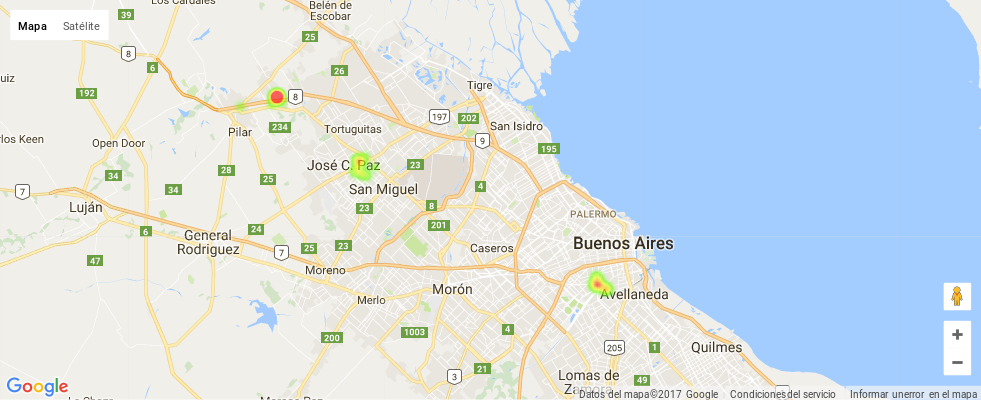 Los Cardales
Belén de
Escobar
39
Mapa
Satélite
25
8
6
26
uiz
Tigre
192
8
197
202
234
Tortuguitas
San Isidro
Pilar
9
Open Door
195
José C. Paz
23
28
25
4
7
34
34
San Miguel
Luján
23
8
PALERMO
201
6
24
General
Rodriguez
25
23
Caseros
Buenos Aires
7
47
Moreno
Morón
Avellaneda
Merlo
200
1003
4
205
1
Quilmes
21
3
Lomas de
Zamora
49
Google
Datos del mapa©2017 Google
Condiciones del servicio
Informar unerror en el mapa